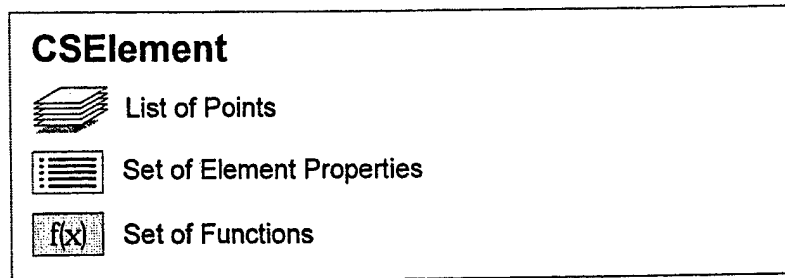 CSElement
List of Points
Set of Element Properties
f(x) Set of Functions